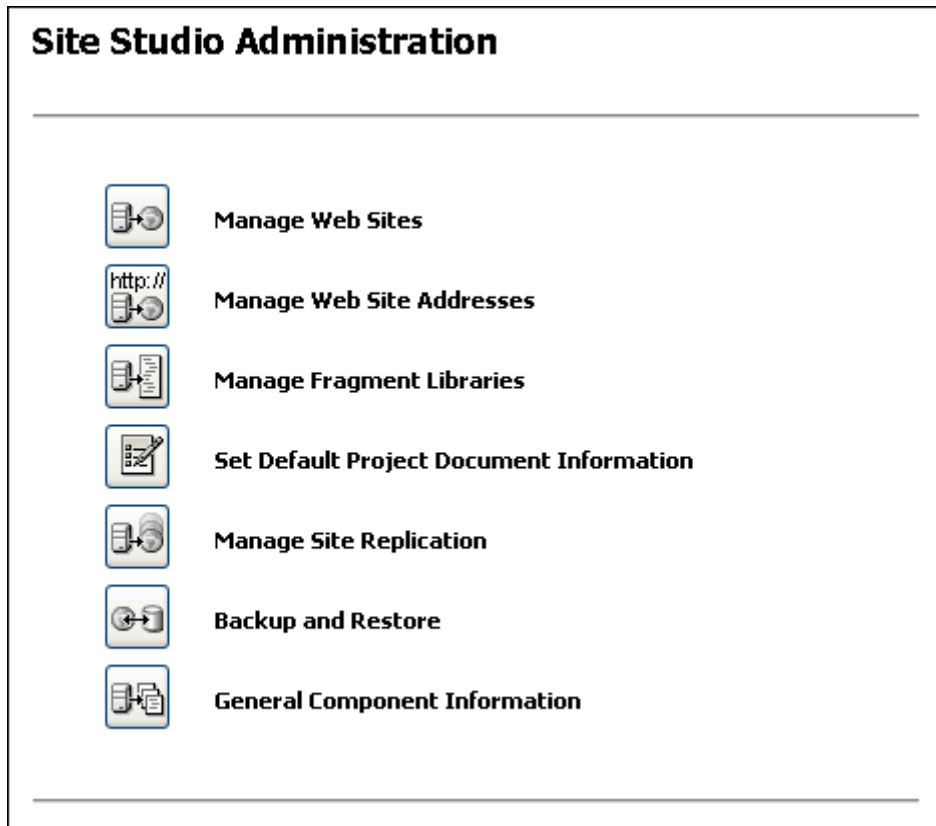 Site Studio Administration
Manage Web Sites
http://
Manage Web Site Addresses
Manage Fragment Libraries
Set Default Project Document Information
Manage Site Replication
Backup and Restore
General Component Information